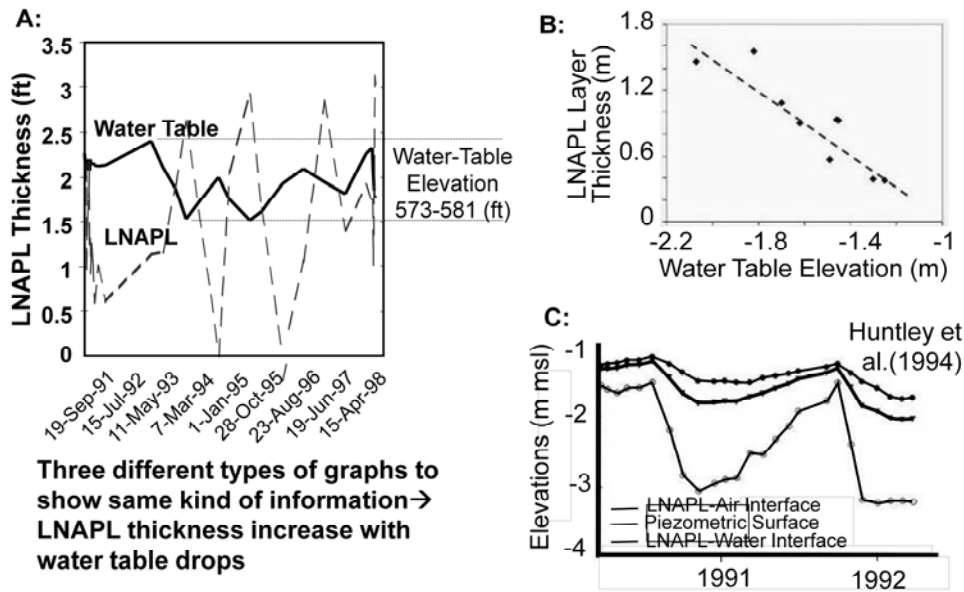 A:
LNAPL Thickness (ft)
3.5
3
2.5
2
1.5
1
0.5
0
Water Table
LNAPL
Water-Table
Elevation
573-581 (ft)
19-Sep-91
15-Jul-92
11-May-93
7-Mar-94
1-Jan-95
28-Oct-95
23-Aug-96
19-Jun-97
15-Apr-98
Three different types of graphs to
show same kind of information→
LNAPL thickness increase with
water table drops
B:
LNAPL Layer
Thickness (m)
1.8
1.2
0.6
0
-2.2 -1.8 -1.4 -1
Water Table Elevation (m)
C:
Huntley et
al.(1994)
Elevations (m msl)
-1
-2
-3
-4
LNAPL-Air Interface
Piezometric Surface
LNAPL-Water Interface
1991 1992